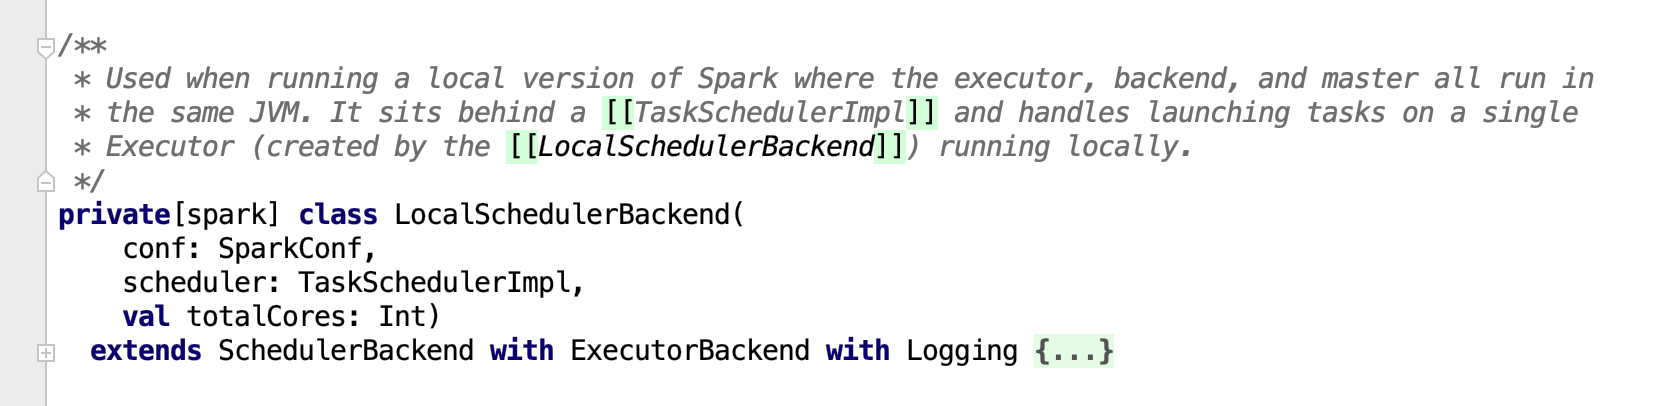 /**
 * Used when running a local version of Spark where the executor, backend, and master all run in
 * the same JVM. It sits behind a [[TaskSchedulerImpl]] and handles launching tasks on a single
 * Executor (created by the [[LocalSchedulerBackend]]) running locally.
 */
private[spark] class LocalSchedulerBackend(
    conf: SparkConf,
    scheduler: TaskSchedulerImpl,
    val totalCores: Int)
  extends SchedulerBackend with ExecutorBackend with Logging {...}